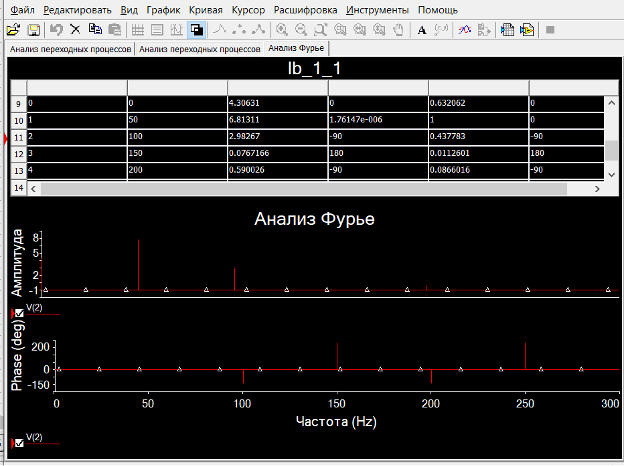 Файл Редактировать Вид График Кривая Курсор Расшифровка Инструменты Помощь
Анализ переходных процессов Анализ переходных процессов Анализ Фурье
lb_1_1
9 0 0 4.30631 0 0.632062 0
10 1 50 6.81311 1.76147e-006 1 0
11 2 100 2.98267 -90 0.437783 -90
12 3 150 0.0767166 180 0.0112601 180
13 4 200 0.590026 -90 0.0866016 -90
14
Анализ Фурье
Амплитуда
8
5
2
-1
V(2)
Phase (deg)
200
0
-150
0 50 100 150 200 250 300
Частота (Hz)
V(2)